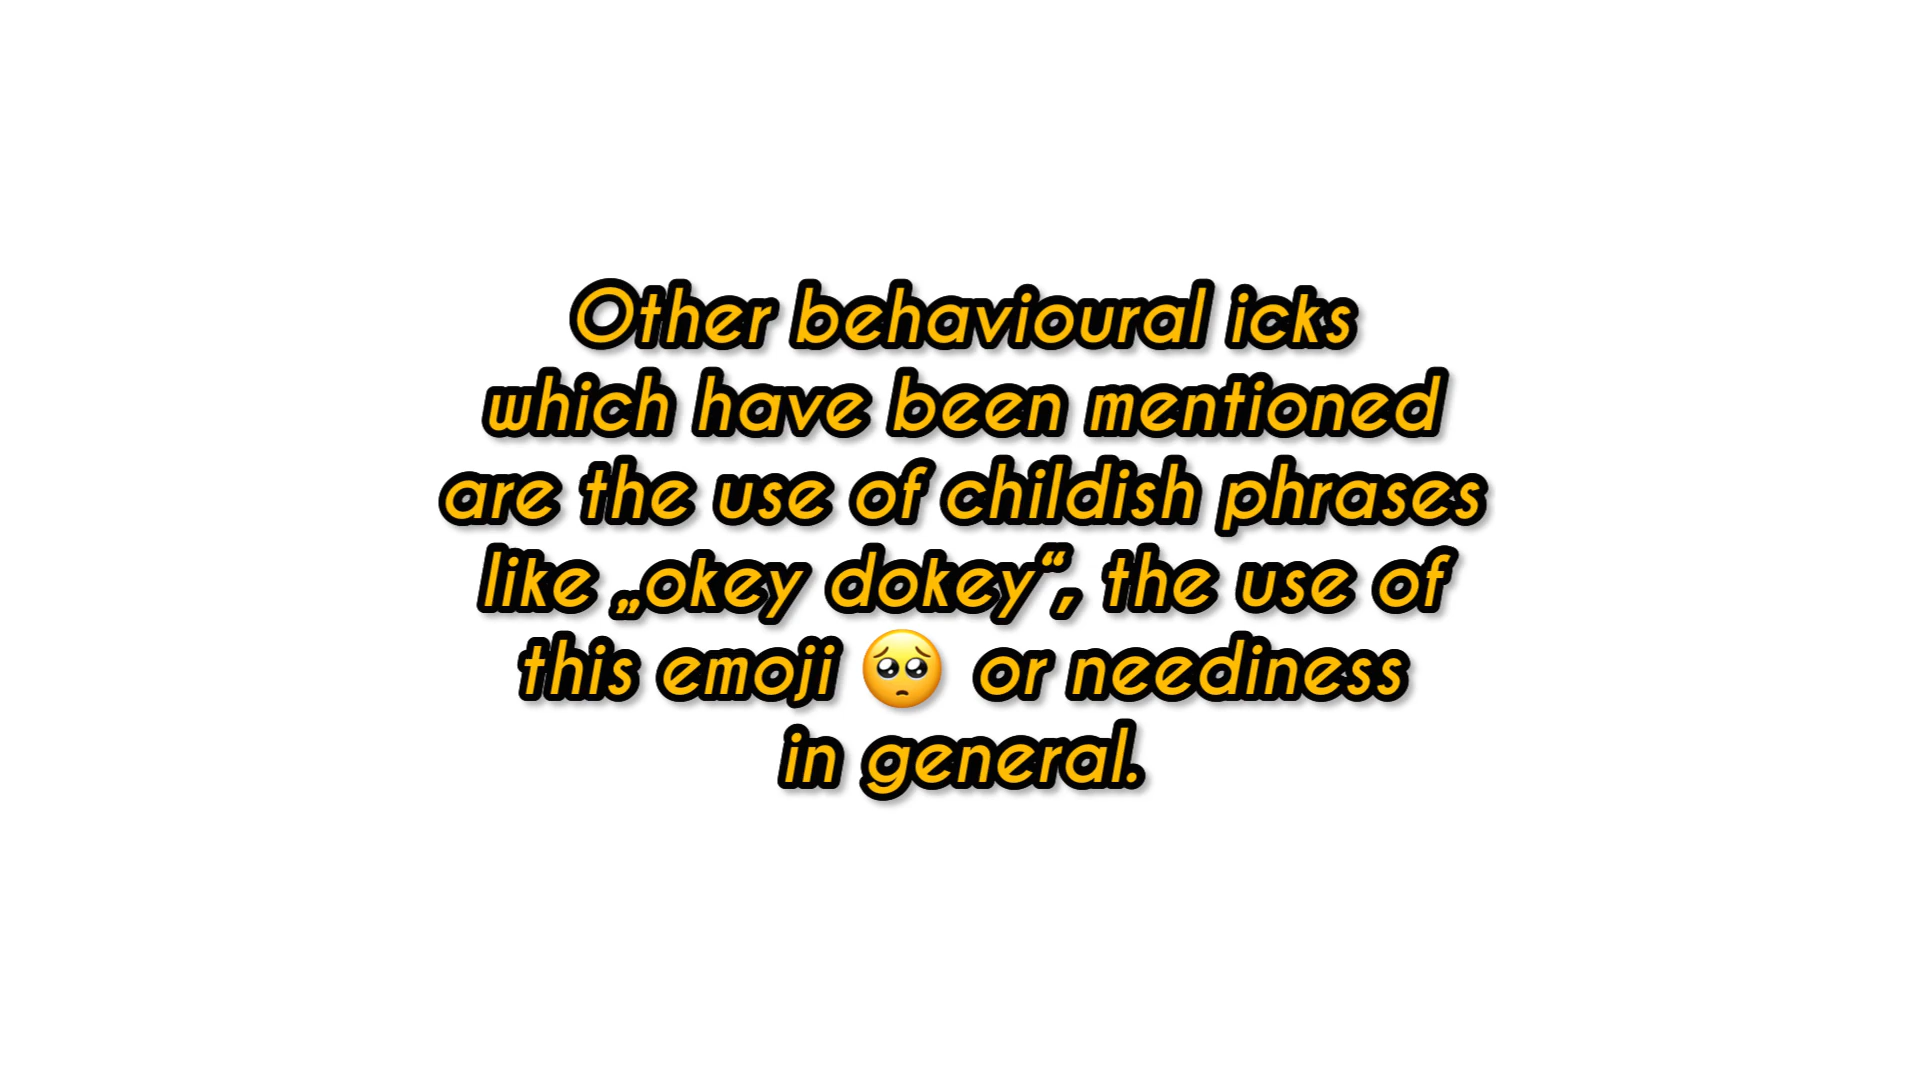 Other behavioural icks
which have been mentioned
are the use of childish phrases
like „okey dokey“, the use of
this emoji 🥺 or neediness
in general.